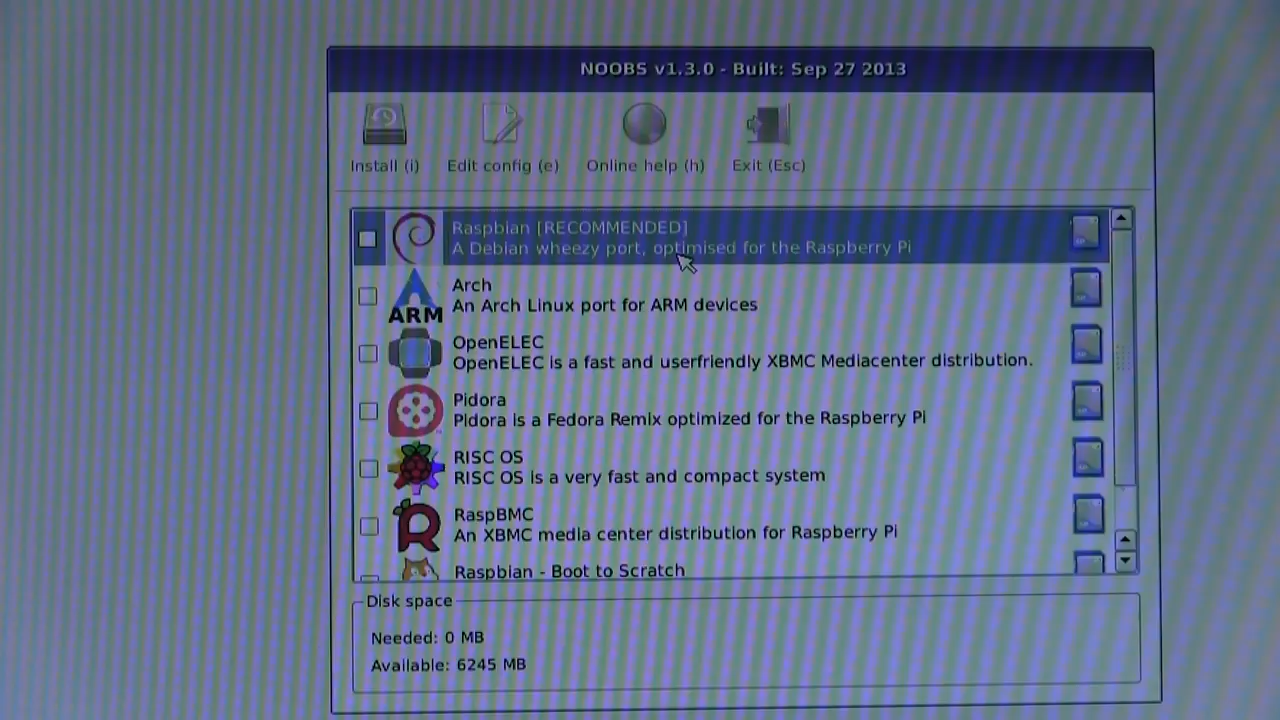 NOOBS v1.3.0 - Built: Sep 27 2013
Install (i)
Edit config (e)
Online help (h)
Exit (Esc)
Raspbian [RECOMMENDED]
A Debian wheezy port, optimised for the Raspberry Pi
Arch
An Arch Linux port for ARM devices
ARM
OpenELEC
OpenELEC is a fast and userfriendly XBMC Mediacenter distribution.
Pidora
Pidora is a Fedora Remix optimized for the Raspberry Pi
RISC OS
RISC OS is a very fast and compact system
RaspBMC
An XBMC media center distribution for Raspberry Pi
Raspbian - Boot to Scratch
Disk space
Needed: 0 MB
Available: 6245 MB